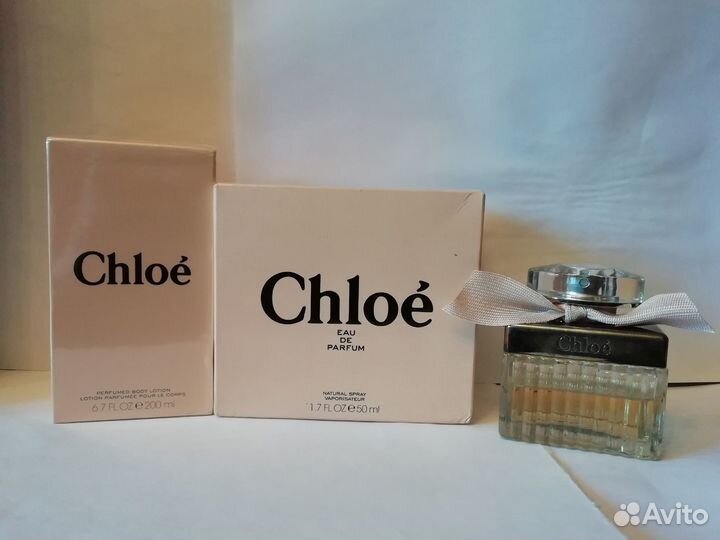 Chloé
PERFUMED BODY LOTION
LOTION PARFUMÉE POUR LE CORPS
6.7 FL.OZ e 200 ml
Chloé
EAU
DE
PARFUM
NATURAL SPRAY
VAPORISATEUR
1.7 FL.OZ e 50 ml
Chloé
Avito